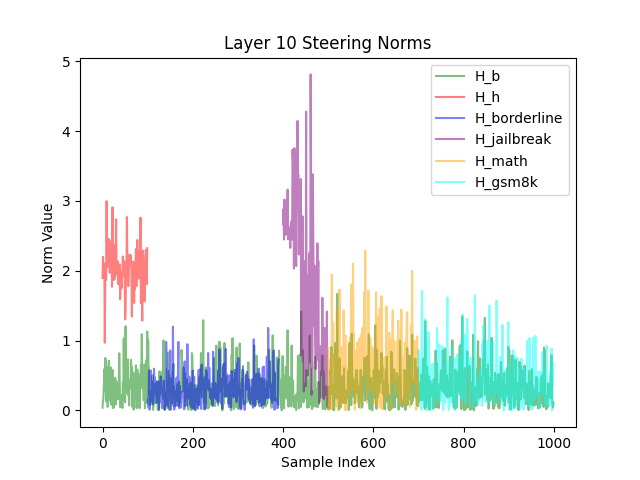 Layer 10 Steering Norms
5
4
3
2
1
0
Norm Value
0
200
400
600
800
1000
Sample Index
H_b
H_h
H_borderline
H_jailbreak
H_math
H_gsm8k